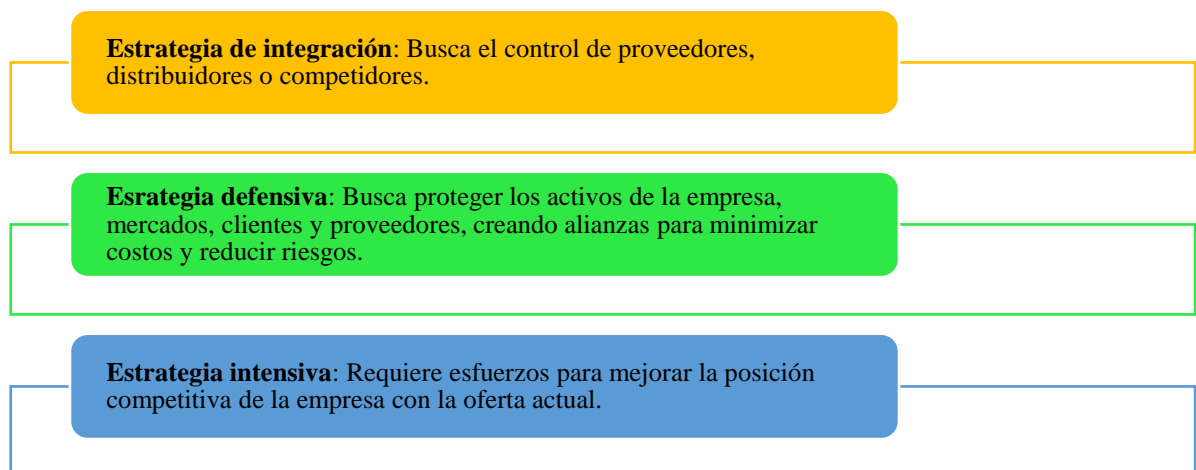 Estrategia de integración: Busca el control de proveedores,
distribuidores o competidores.
Esrategia defensiva: Busca proteger los activos de la empresa,
mercados, clientes y proveedores, creando alianzas para minimizar
costos y reducir riesgos.
Estrategia intensiva: Requiere esfuerzos para mejorar la posición
competitiva de la empresa con la oferta actual.